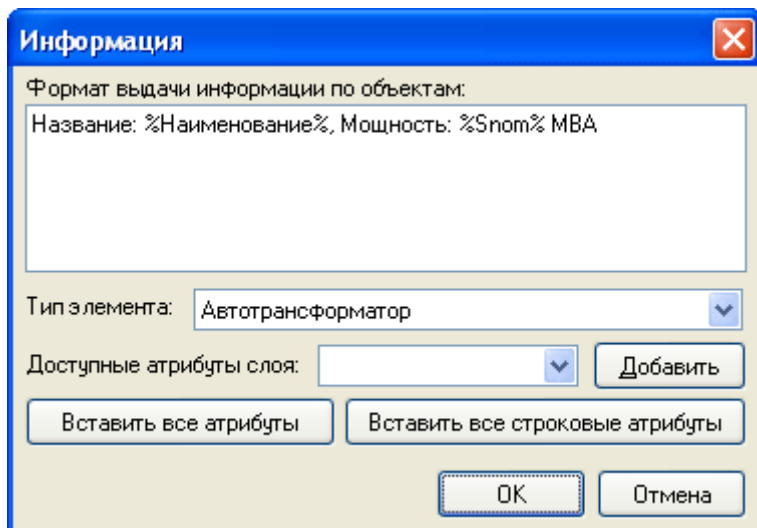 Информация
Формат выдачи информации по объектам:
Название: %Наименование%, Мощность: %Snom% МВА
Тип элемента: Автотрансформатор
Доступные атрибуты слоя: Добавить
Вставить все атрибуты Вставить все строковые атрибуты
ОК Отмена